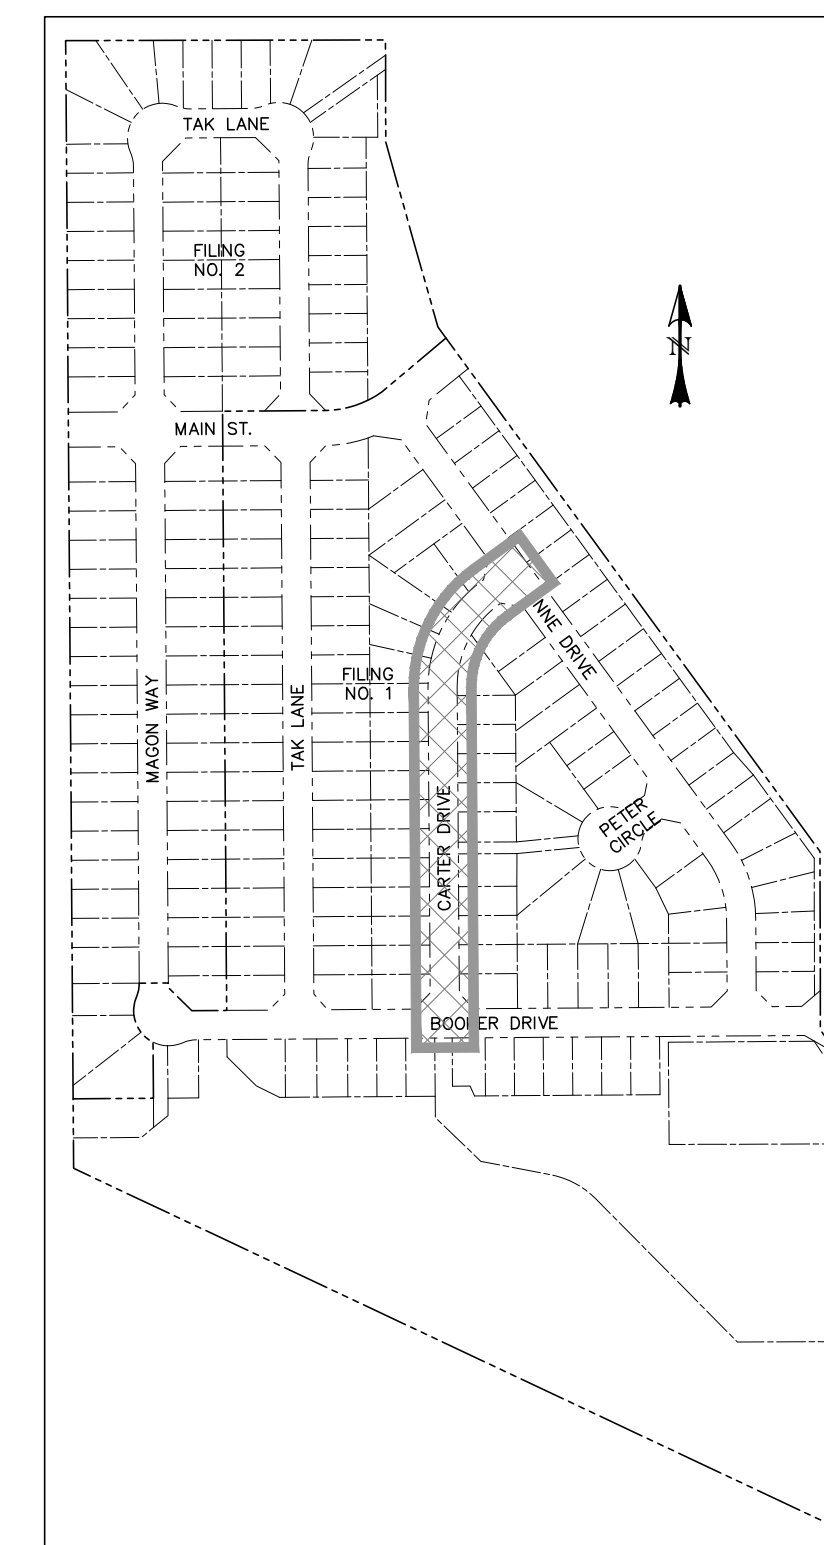 TAK LANE
FILING
NO. 2
N
MAIN ST.
NNE DRIVE
FILING
NO. 1
MAGON WAY
TAK LANE
CARTER DRIVE
PETER
CIRCLE
BOOKER DRIVE